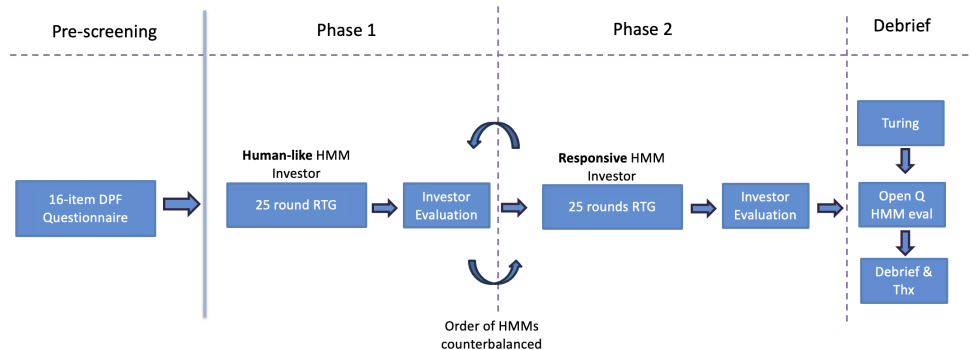 Pre-screening
Phase 1
Phase 2
Debrief
16-item DPF
Questionnaire
Human-like HMM
Investor
25 round RTG
Investor
Evaluation
Responsive HMM
Investor
25 rounds RTG
Investor
Evaluation
Turing
Open Q
HMM eval
Debrief &
Thx
Order of HMMs
counterbalanced